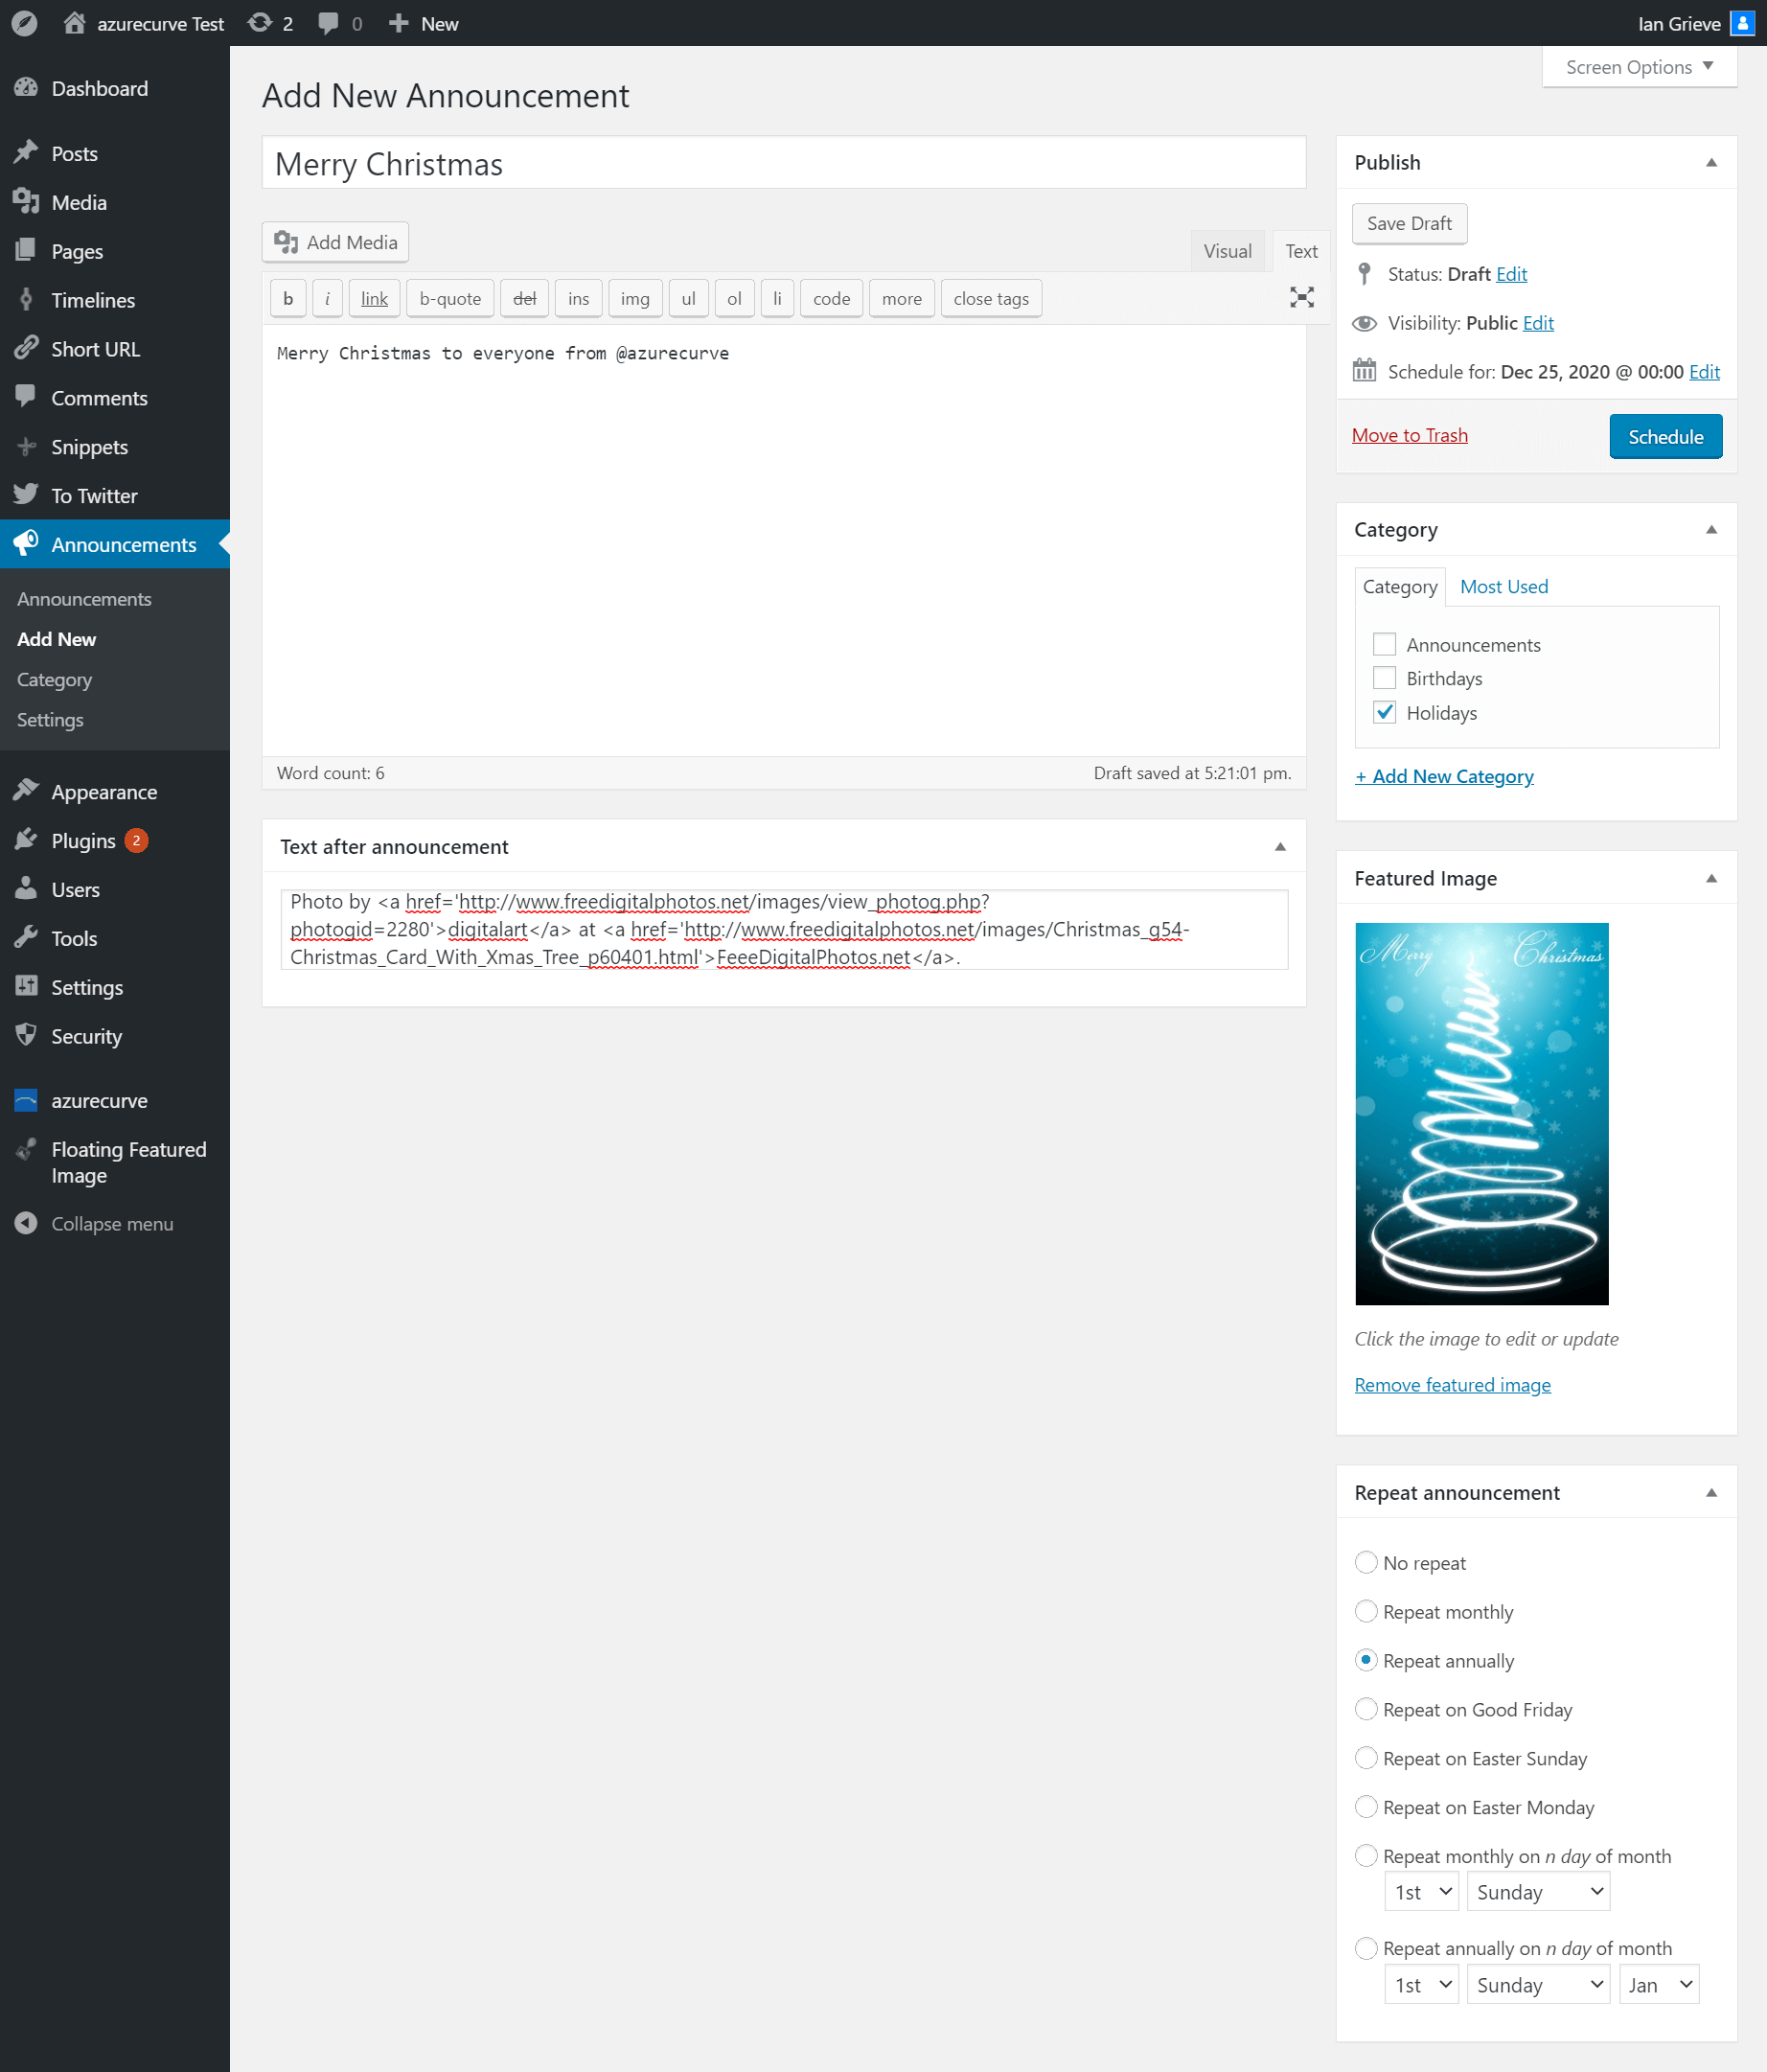 azurecurve Test 2 0 New Ian Grieve
Screen Options
Dashboard
Posts
Media
Pages
Timelines
Short URL
Comments
Snippets
To Twitter
Announcements
Announcements
Add New
Category
Settings
Appearance
Plugins 2
Users
Tools
Settings
Security
azurecurve
Floating Featured
Image
Collapse menu
Add New Announcement
Merry Christmas
Add Media
Visual Text
b i link b-quote del ins img ul ol li code more close tags
Merry Christmas to everyone from @azurecurve
Word count: 6 Draft saved at 5:21:01 pm.
Text after announcement
Photo by <a href='http://www.freedigitalphotos.net/images/view_photog.php?
photogid=2280'>digitalart</a> at <a href='http://www.freedigitalphotos.net/images/Christmas_g54-
Christmas_Card_With_Xmas_Tree_p60401.html'>FeeeDigitalPhotos.net</a>.
Publish
Save Draft
Status: Draft Edit
Visibility: Public Edit
Schedule for: Dec 25, 2020 @ 00:00 Edit
Move to Trash Schedule
Category
Category Most Used
Announcements
Birthdays
Holidays
+ Add New Category
Featured Image
Merry Christmas
Click the image to edit or update
Remove featured image
Repeat announcement
No repeat
Repeat monthly
Repeat annually
Repeat on Good Friday
Repeat on Easter Sunday
Repeat on Easter Monday
Repeat monthly on n day of month
1st Sunday
Repeat annually on n day of month
1st Sunday Jan